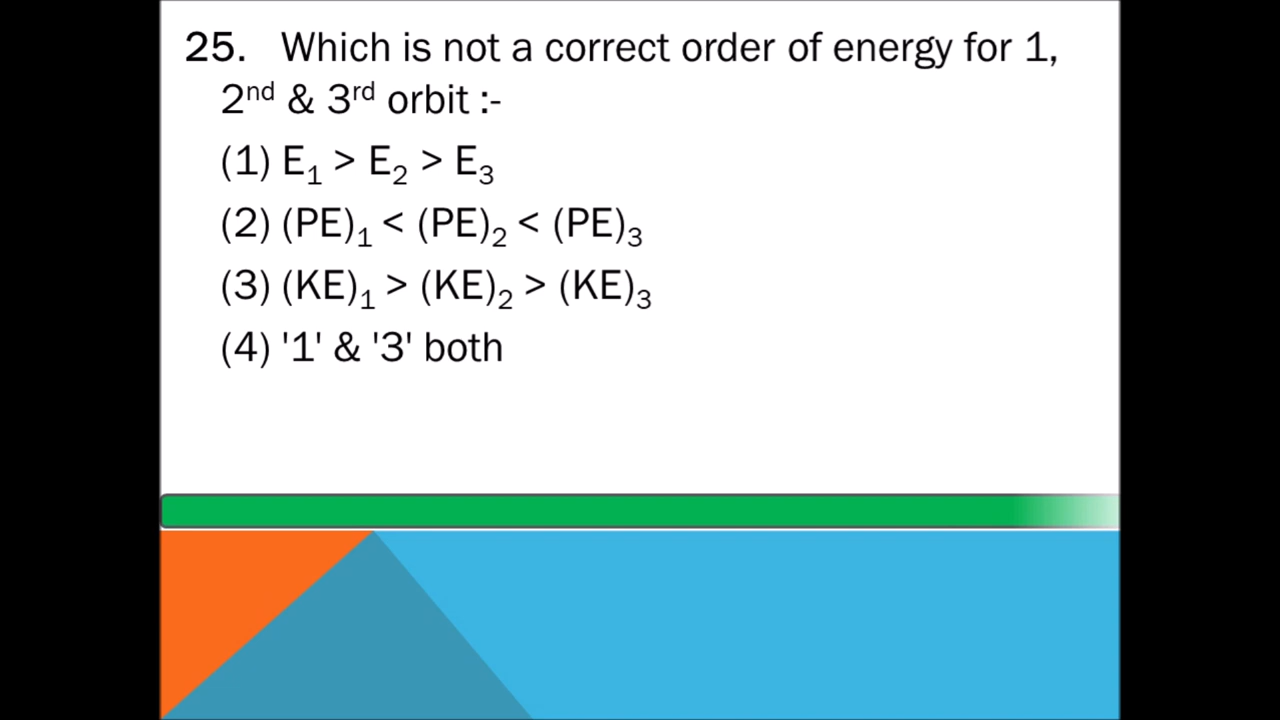 25. Which is not a correct order of energy for 1,
2nd & 3rd orbit :-
(1) E1 > E2 > E3
(2) (PE)1 < (PE)2 < (PE)3
(3) (KE)1 > (KE)2 > (KE)3
(4) '1' & '3' both